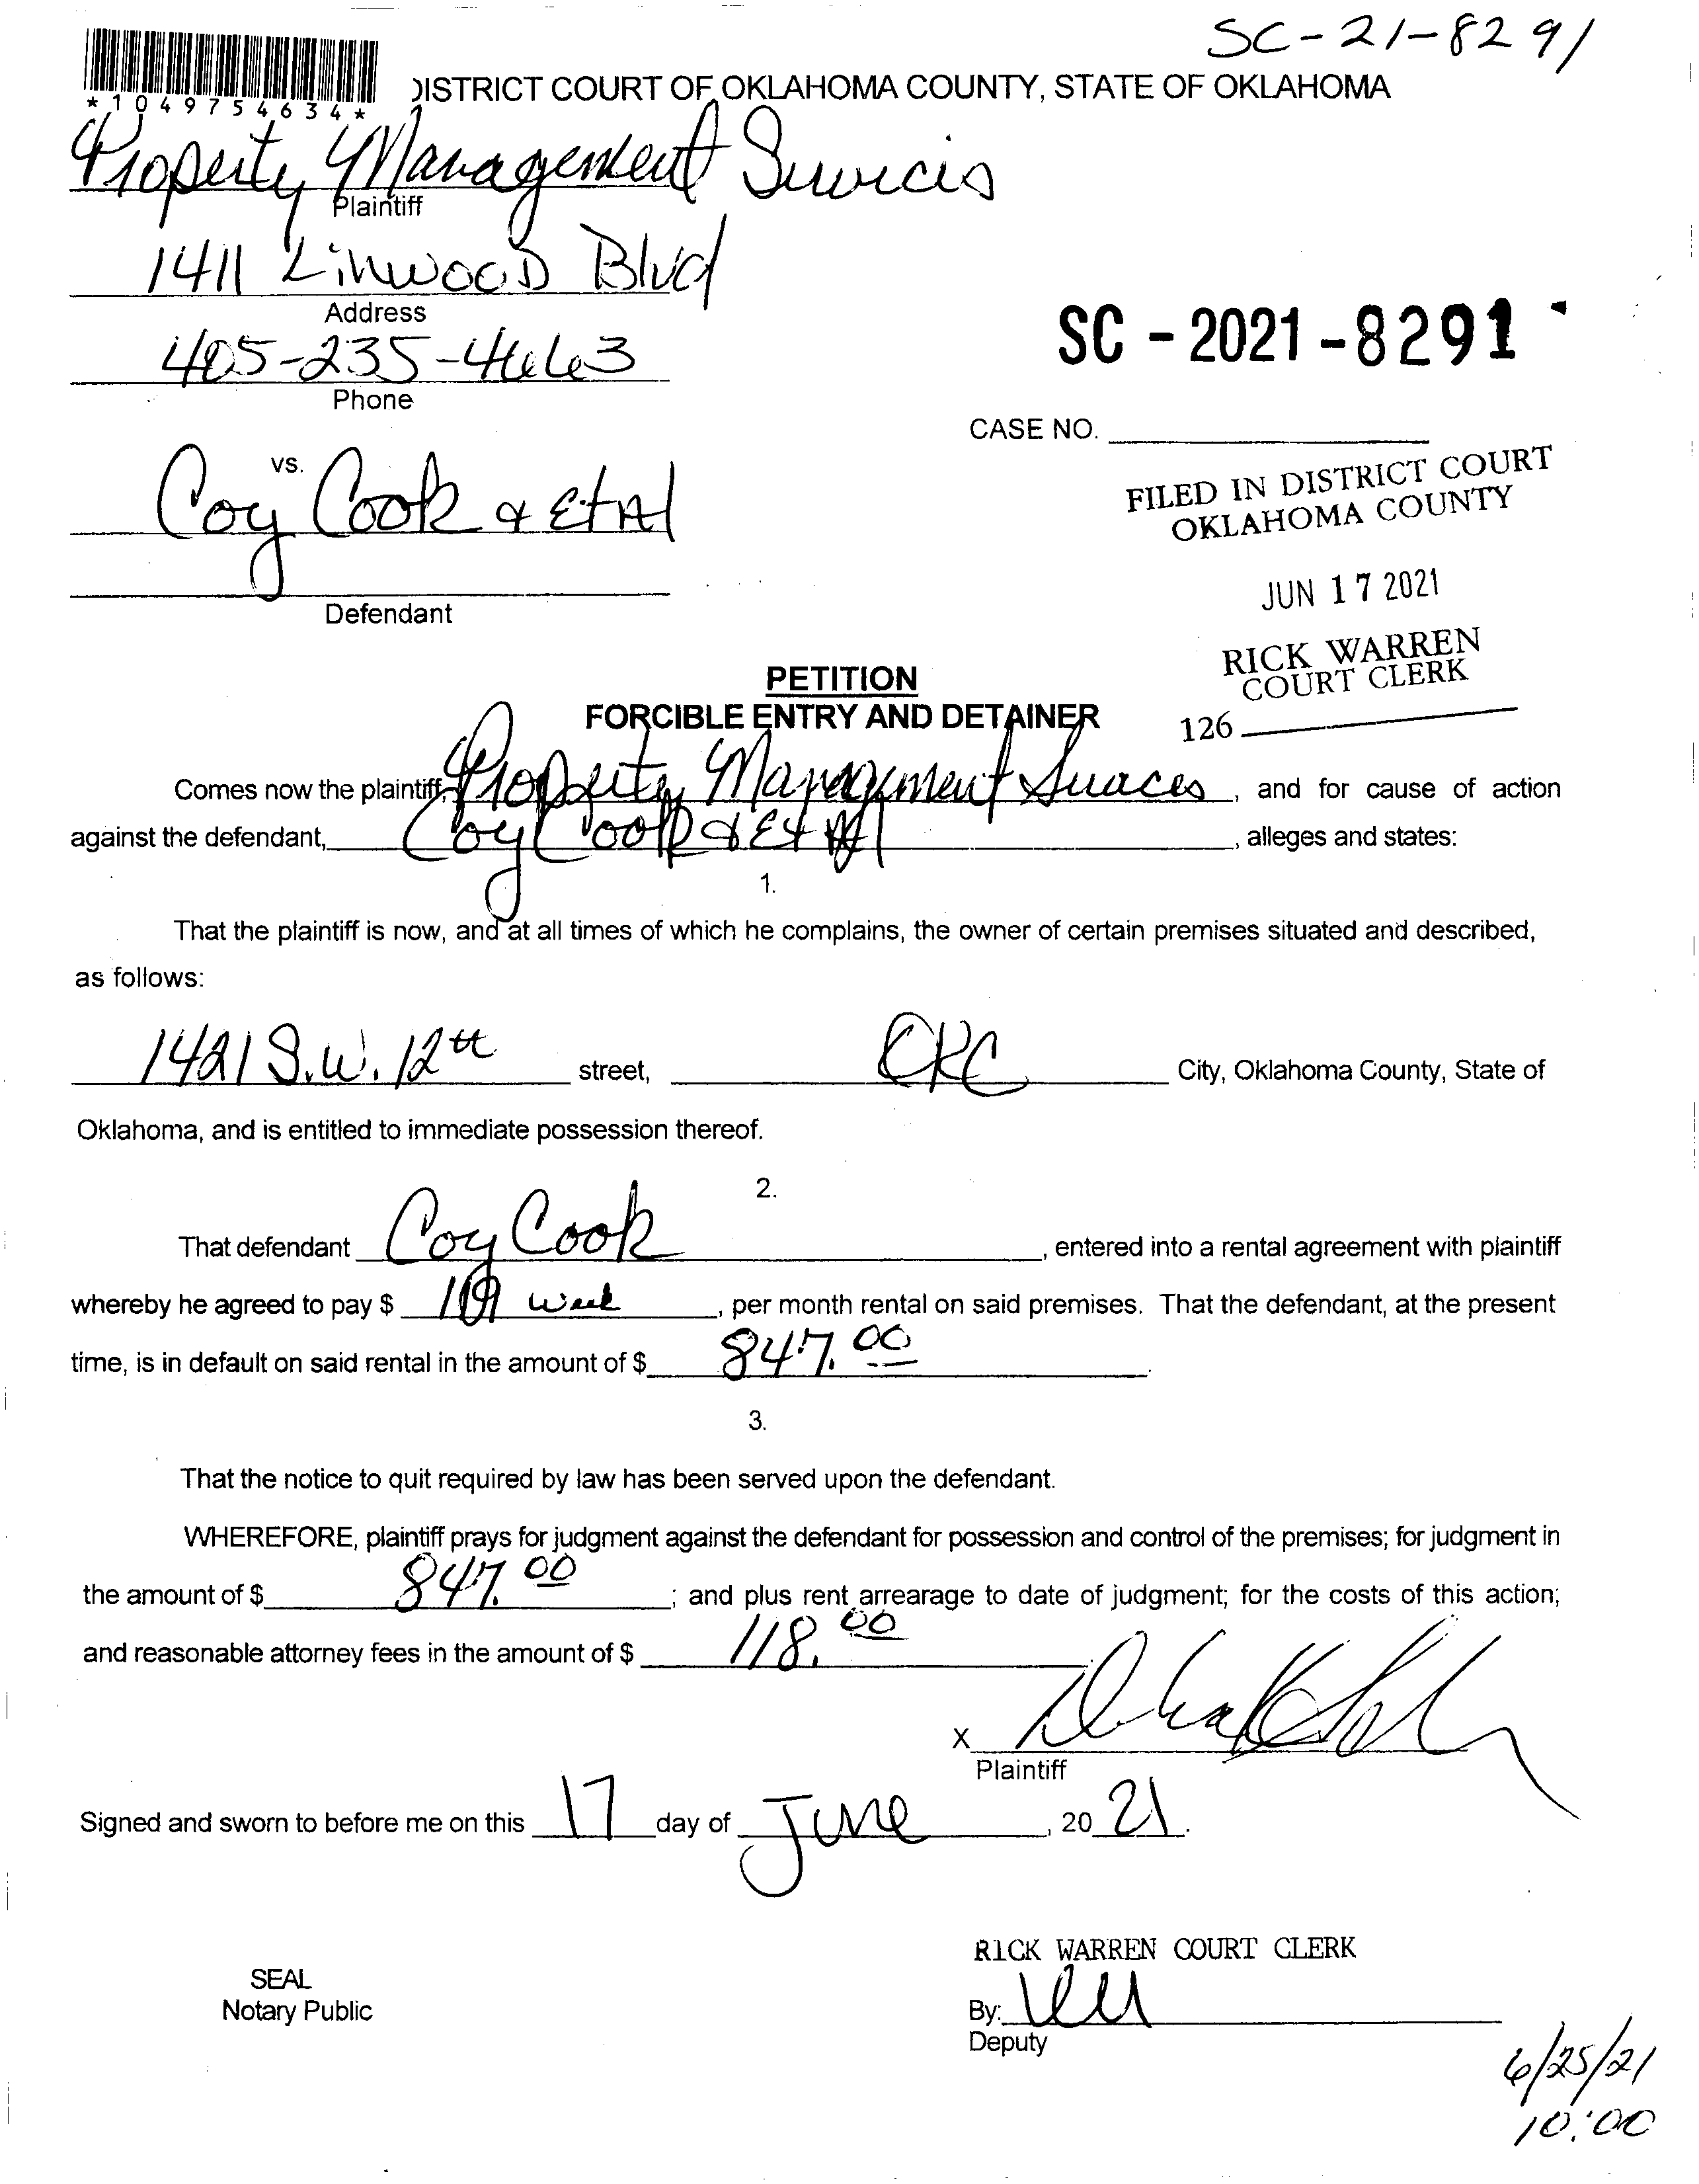 SC-21-8291
*1049754634*
DISTRICT COURT OF OKLAHOMA COUNTY, STATE OF OKLAHOMA
Property Management Services
Plaintiff
1411 Linwood Blvd
Address
405-235-4663
Phone
SC - 2021 - 8291
CASE NO.
vs.
Coy Cook & Et Al
Defendant
FILED IN DISTRICT COURT
OKLAHOMA COUNTY
JUN 17 2021
RICK WARREN
COURT CLERK
126
PETITION
FORCIBLE ENTRY AND DETAINER
Comes now the plaintiff, Property Management Services, and for cause of action
against the defendant, Coy Cook & Et Al, alleges and states:
1.
That the plaintiff is now, and at all times of which he complains, the owner of certain premises situated and described,
as follows:
1421 S.W. 12th street, OKC City, Oklahoma County, State of
Oklahoma, and is entitled to immediate possession thereof.
2.
That defendant Coy Cook, entered into a rental agreement with plaintiff
whereby he agreed to pay $ week, per month rental on said premises. That the defendant, at the present
time, is in default on said rental in the amount of $ 847.00.
3.
That the notice to quit required by law has been served upon the defendant.
WHEREFORE, plaintiff prays for judgment against the defendant for possession and control of the premises; for judgment in
the amount of $ 847.00; and plus rent arrearage to date of judgment; for the costs of this action;
and reasonable attorney fees in the amount of $ 118.00
X
Plaintiff
Signed and sworn to before me on this 17 day of June, 20 21.
RICK WARREN COURT CLERK
SEAL
Notary Public
By:
Deputy
6/25/21
10:00